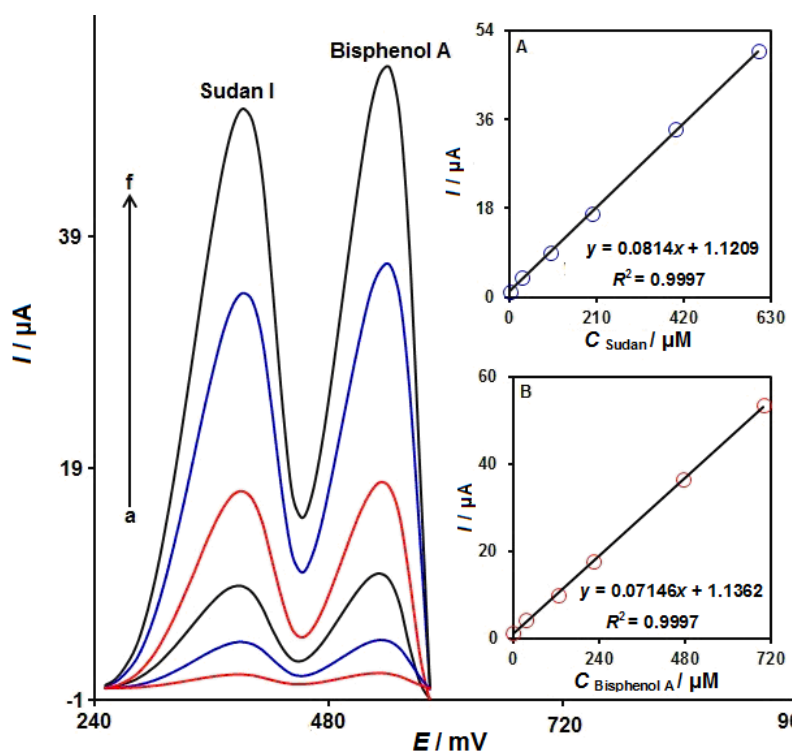 Sudan I
Bisphenol A
f
a
39
19
-1
I / µA
240
480
720
90
E / mV
A
54
36
18
0
I / µA
y = 0.0814x + 1.1209
R² = 0.9997
0
210
420
630
C Sudan / µM
B
60
40
20
0
I / µA
y = 0.07146x + 1.1362
R² = 0.9997
0
240
480
720
C Bisphenol A / µM